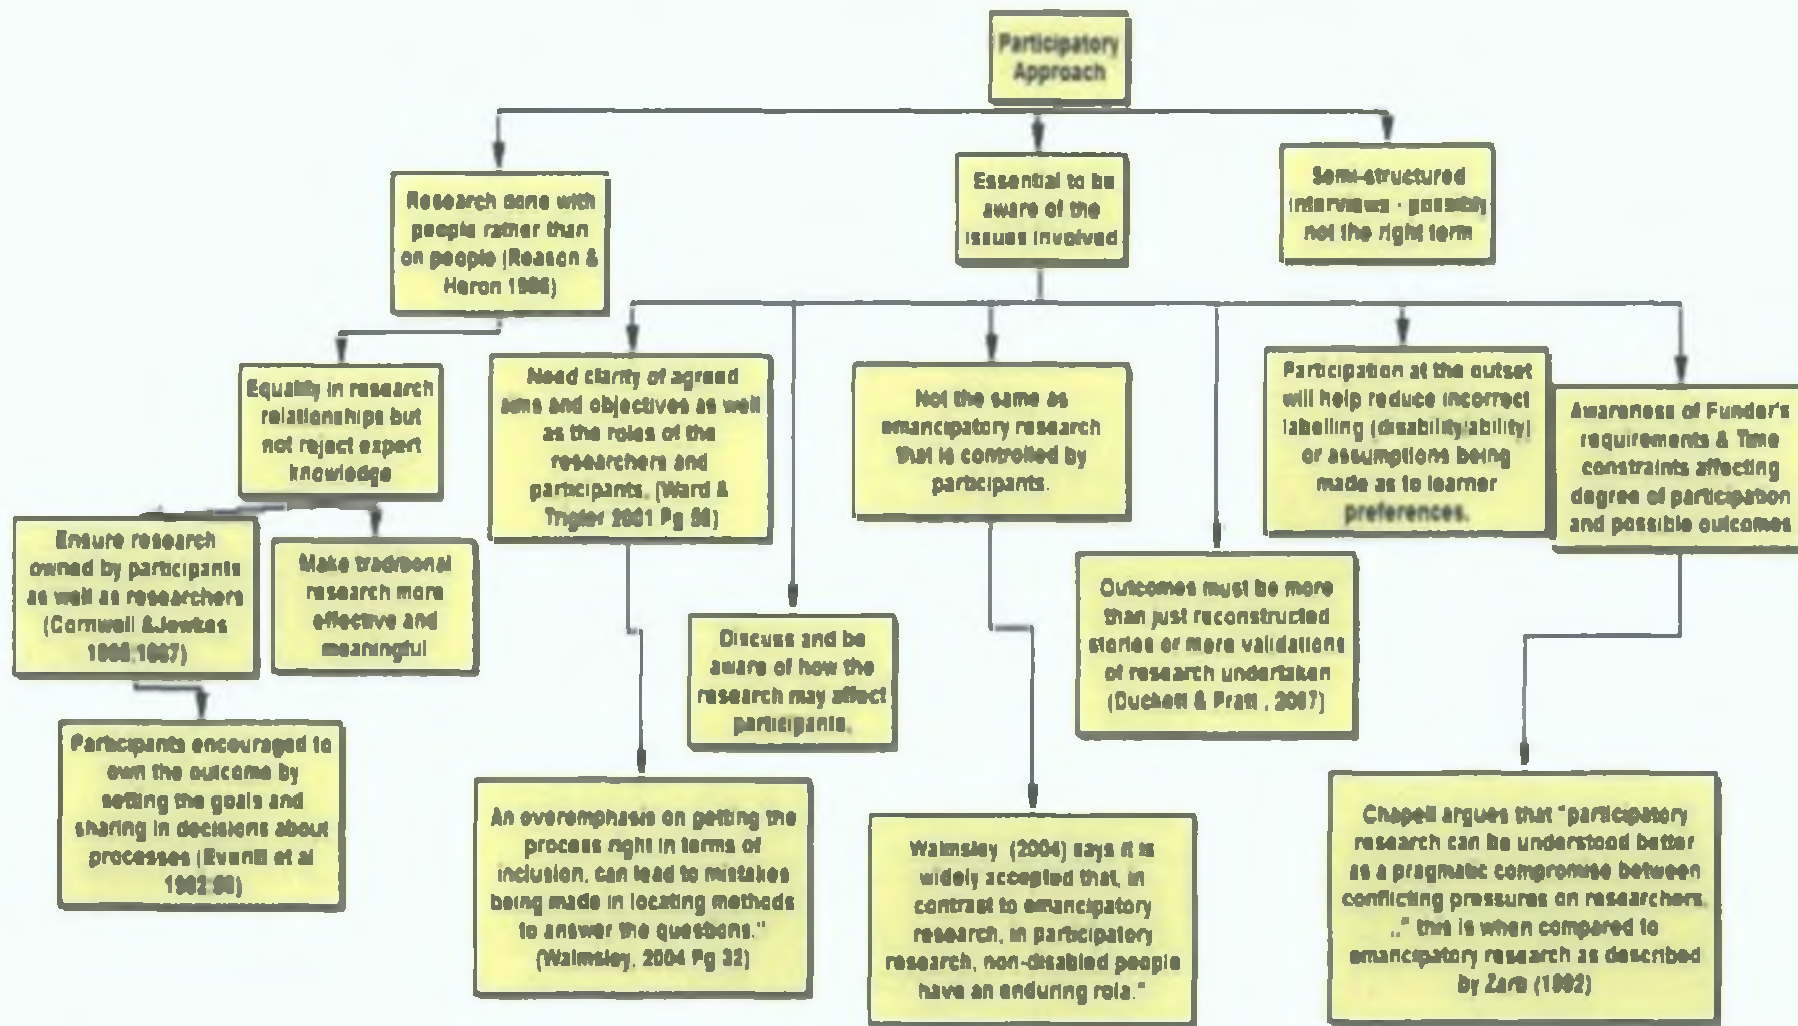 Participatory
Approach
Research done with
people rather than
on people (Reason &
Heron
Essential to be
aware of the
issues involved
Semi-structured
interviews - possibly
not the right term
Equality in research
relationships but
not reject expert
knowledge
Need clarity of agreed
aims and objectives as well
as the roles of the
researchers and
participants. (Ward &
2001 Pg
Not the same as
emancipatory research
that is controlled by
participants.
Participation at the outset
will help reduce incorrect
labelling (disability/ability)
or assumptions being
made as to learner
preferences.
Awareness of Funder's
requirements & Time
constraints affecting
degree of participation
and possible outcomes
Ensure research
owned by participants
as well as researchers
(Cornwell &Jewkes
Make traditional
research more
effective and
meaningful
Discuss and be
aware of how the
research may affect
participants.
Outcomes must be more
than just reconstructed
stories or mere validations
of research undertaken
(Duckett & Pratt , 2007)
Participants encouraged to
own the outcome by
setting the goals and
sharing in decisions about
processes et al
An overemphasis on getting the
process right in terms of
inclusion, can lead to mistakes
being made in locating methods
to answer the questions."
(Walmsley, 2004 Pg 32)
Walmsley (2004) says it is
widely accepted that, in
contrast to emancipatory
research, in participatory
research, non-disabled people
have an enduring role."
Chapell argues that "participatory
research can be understood better
as a pragmatic compromise between
conflicting pressures on researchers.
.." this is when compared to
emancipatory research as described
by Zarb (1992)